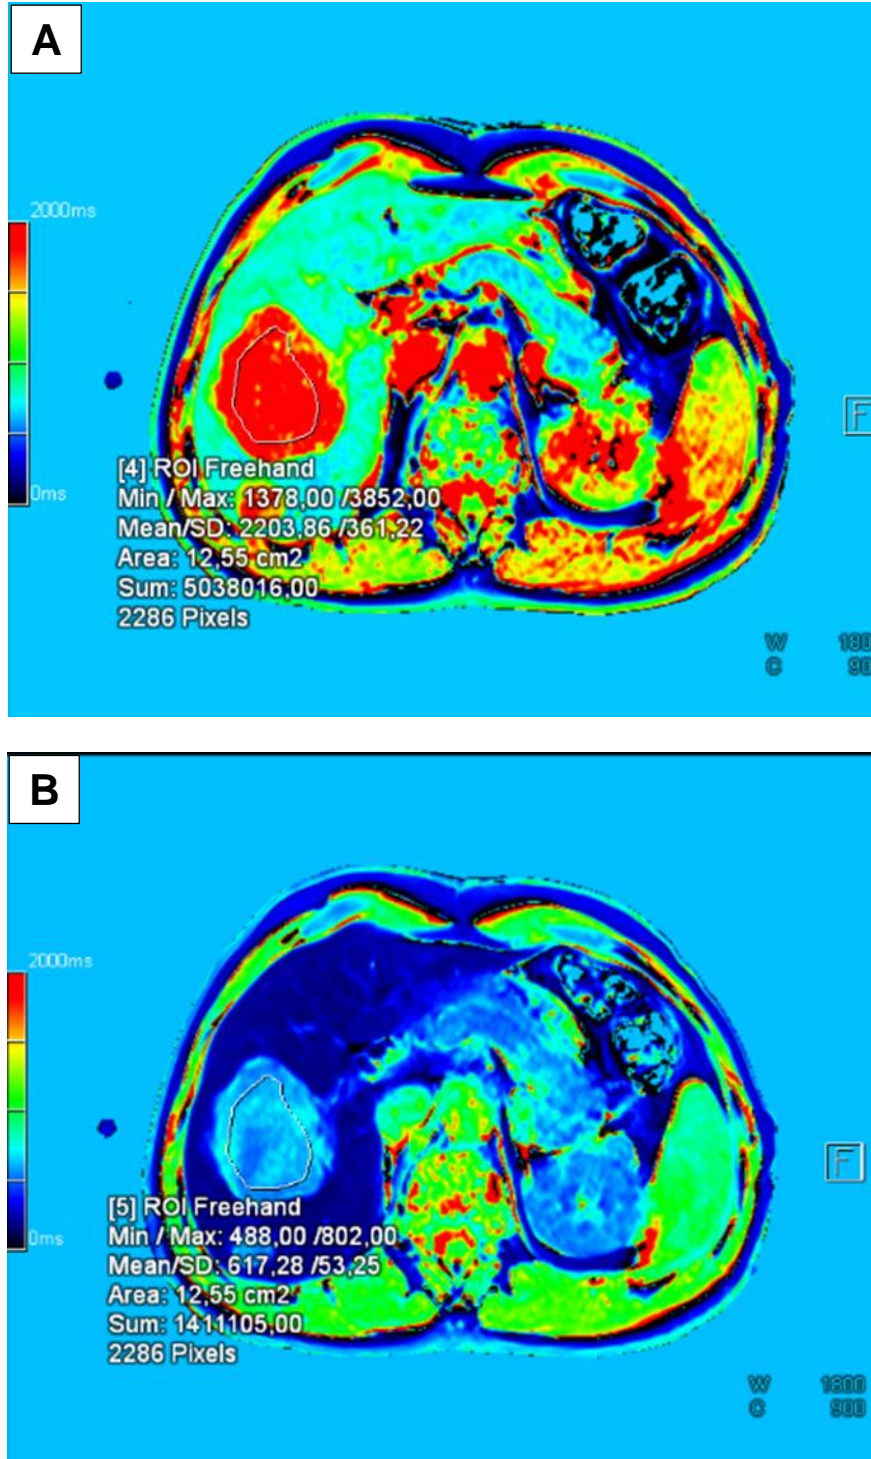 A
2000ms
0ms
F
[4] ROI Freehand
Min / Max: 1378,00 /3852,00
Mean/SD: 2203,86 /361,22
Area: 12,55 cm2
Sum: 5038016,00
2286 Pixels
W 180
C 90
B
2000ms
0ms
F
[5] ROI Freehand
Min / Max: 488,00 /802,00
Mean/SD: 617,28 /53,25
Area: 12,55 cm2
Sum: 1411105,00
2286 Pixels
W 1800
C 900